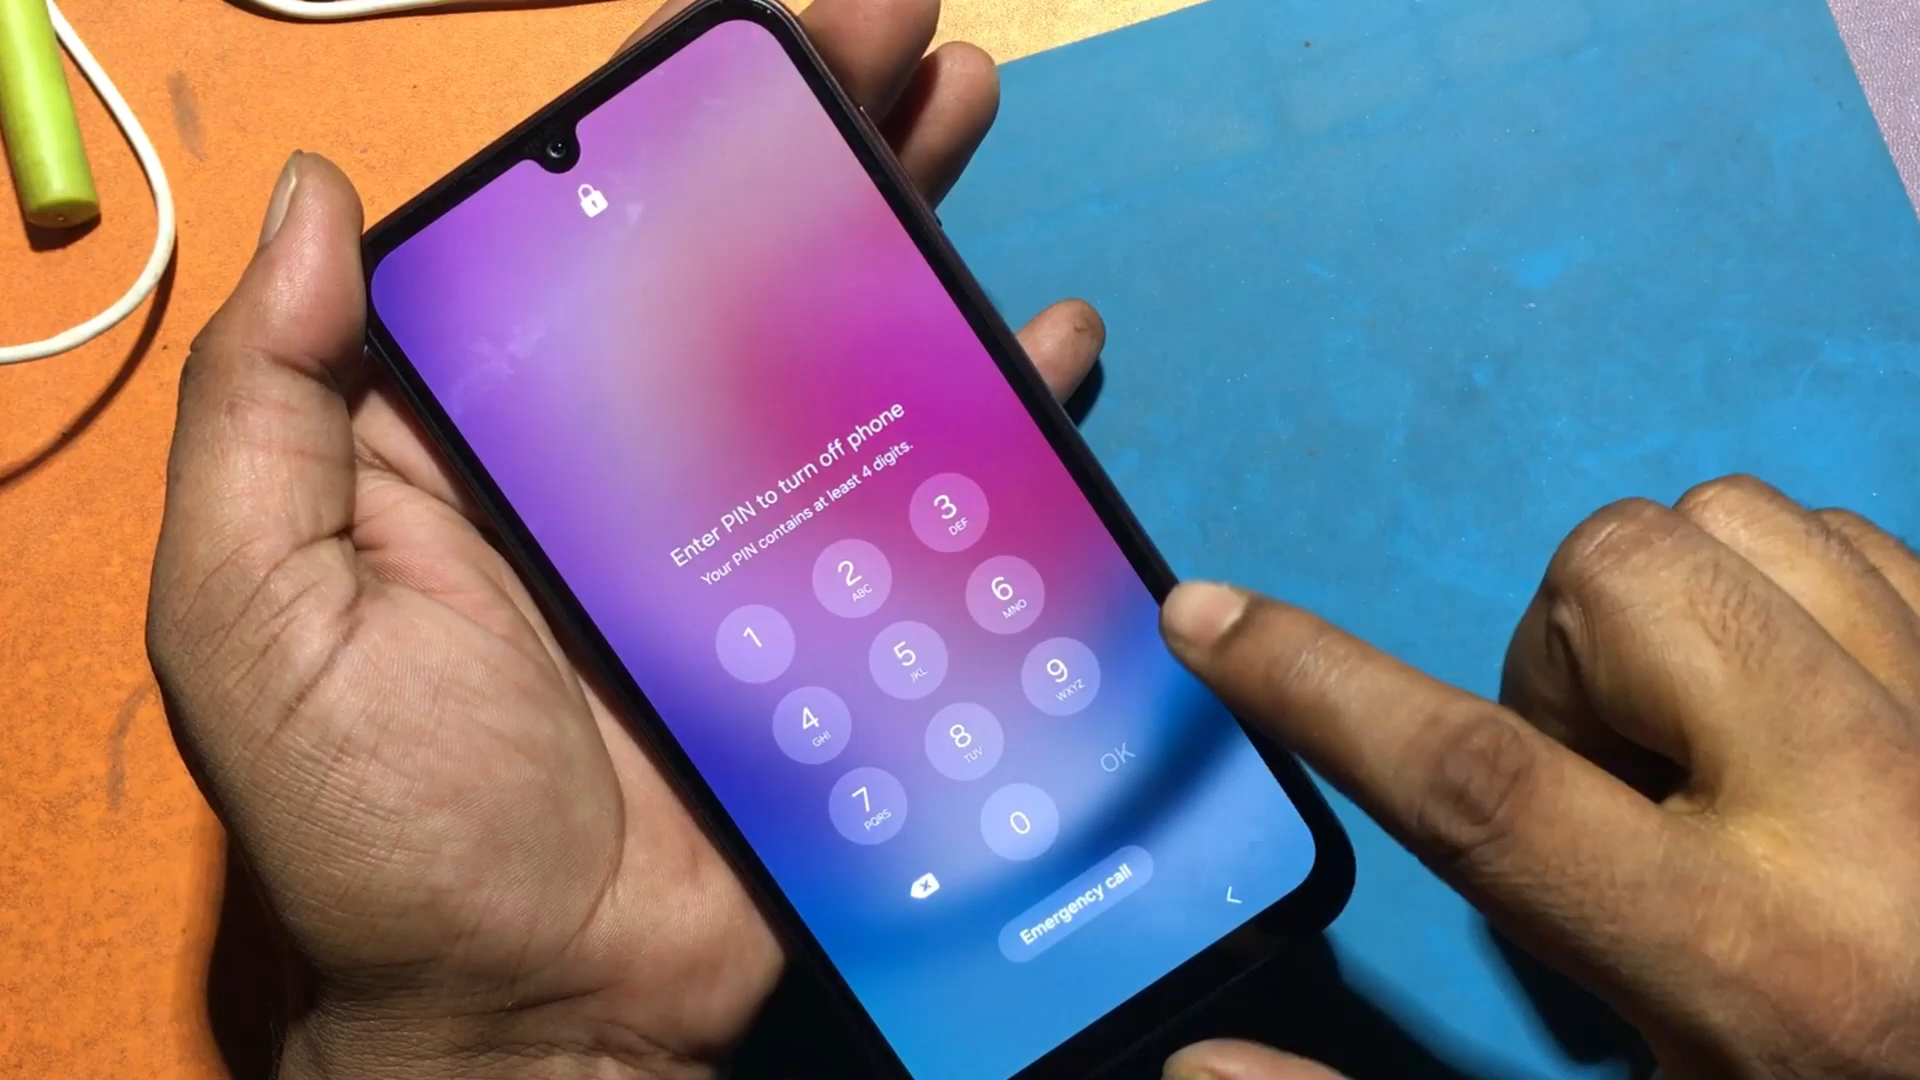 Enter PIN to turn off phone
Your PIN contains at least 4 digits.
1
2 ABC
3 DEF
4 GHI
5 JKL
6 MNO
7 PQRS
8 TUV
9 WXYZ
0
OK
Emergency call